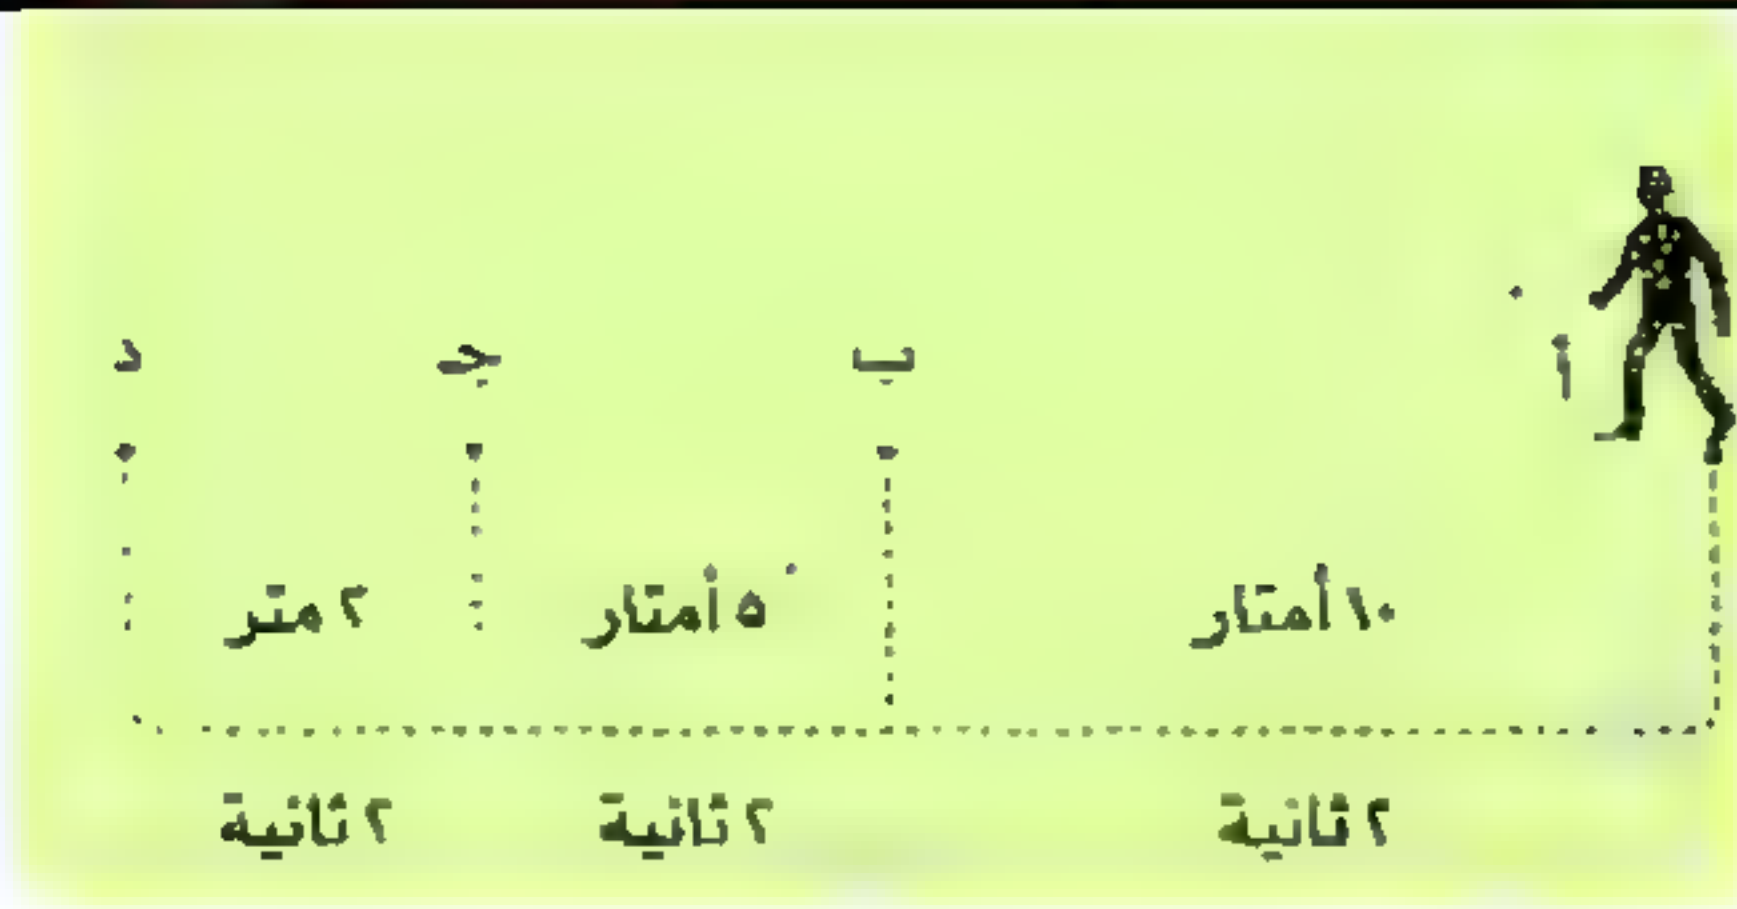 أ
ب
جـ
د
١٠ أمتار
٥ أمتار
٢ متر
٢ ثانية
٢ ثانية
٢ ثانية